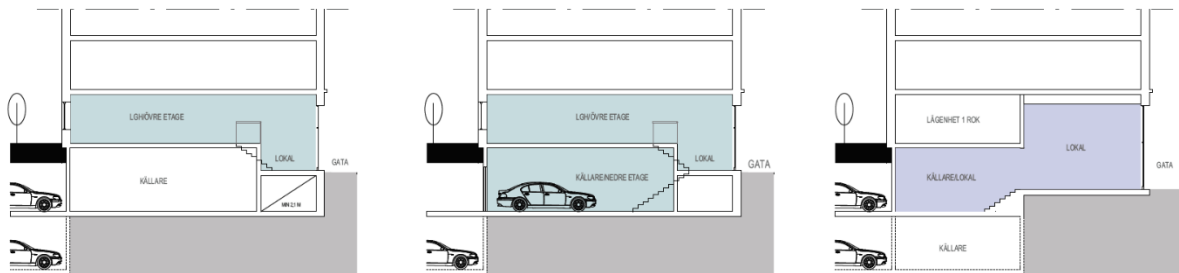 LGH/ÖVRE ETAGE
LOKAL
GATA
KÄLLARE
MIN 2,1 M
LGH/ÖVRE ETAGE
LOKAL
GATA
KÄLLARE/NEDRE ETAGE
LÄGENHET 1 ROK
LOKAL
GATA
KÄLLARE/LOKAL
KÄLLARE